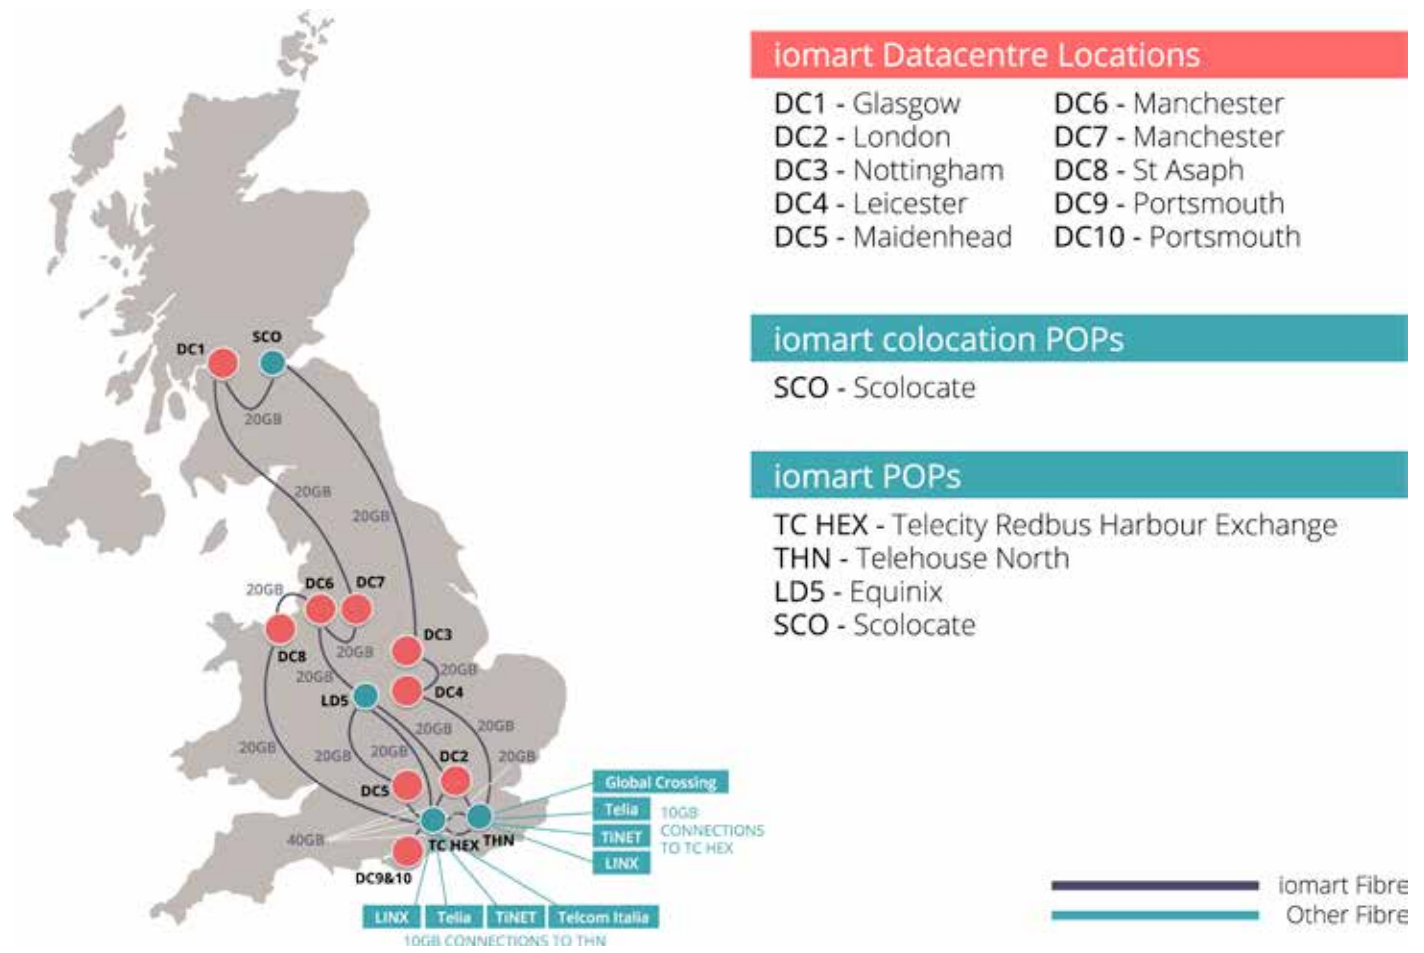 iomart Datacentre Locations
DC1 - Glasgow
DC2 - London
DC3 - Nottingham
DC4 - Leicester
DC5 - Maidenhead
DC6 - Manchester
DC7 - Manchester
DC8 - St Asaph
DC9 - Portsmouth
DC10 - Portsmouth
iomart colocation POPs
SCO - Scolocate
iomart POPs
TC HEX - Telecity Redbus Harbour Exchange
THN - Telehouse North
LD5 - Equinix
SCO - Scolocate
SCO
DC1
20GB
20GB
20GB
20GB
DC6
DC7
DC3
20GB
DC8
20GB
20GB
DC4
LD5
20GB
20GB
20GB
20GB
20GB
20GB
DC2
DC5
Global Crossing
Telia
TiNET
LINX
10GB
CONNECTIONS
TO TC HEX
40GB
TC HEX
THN
DC9&10
LINX
Telia
TiNET
Telcom Italia
10GB CONNECTIONS TO THN
iomart Fibre
Other Fibre